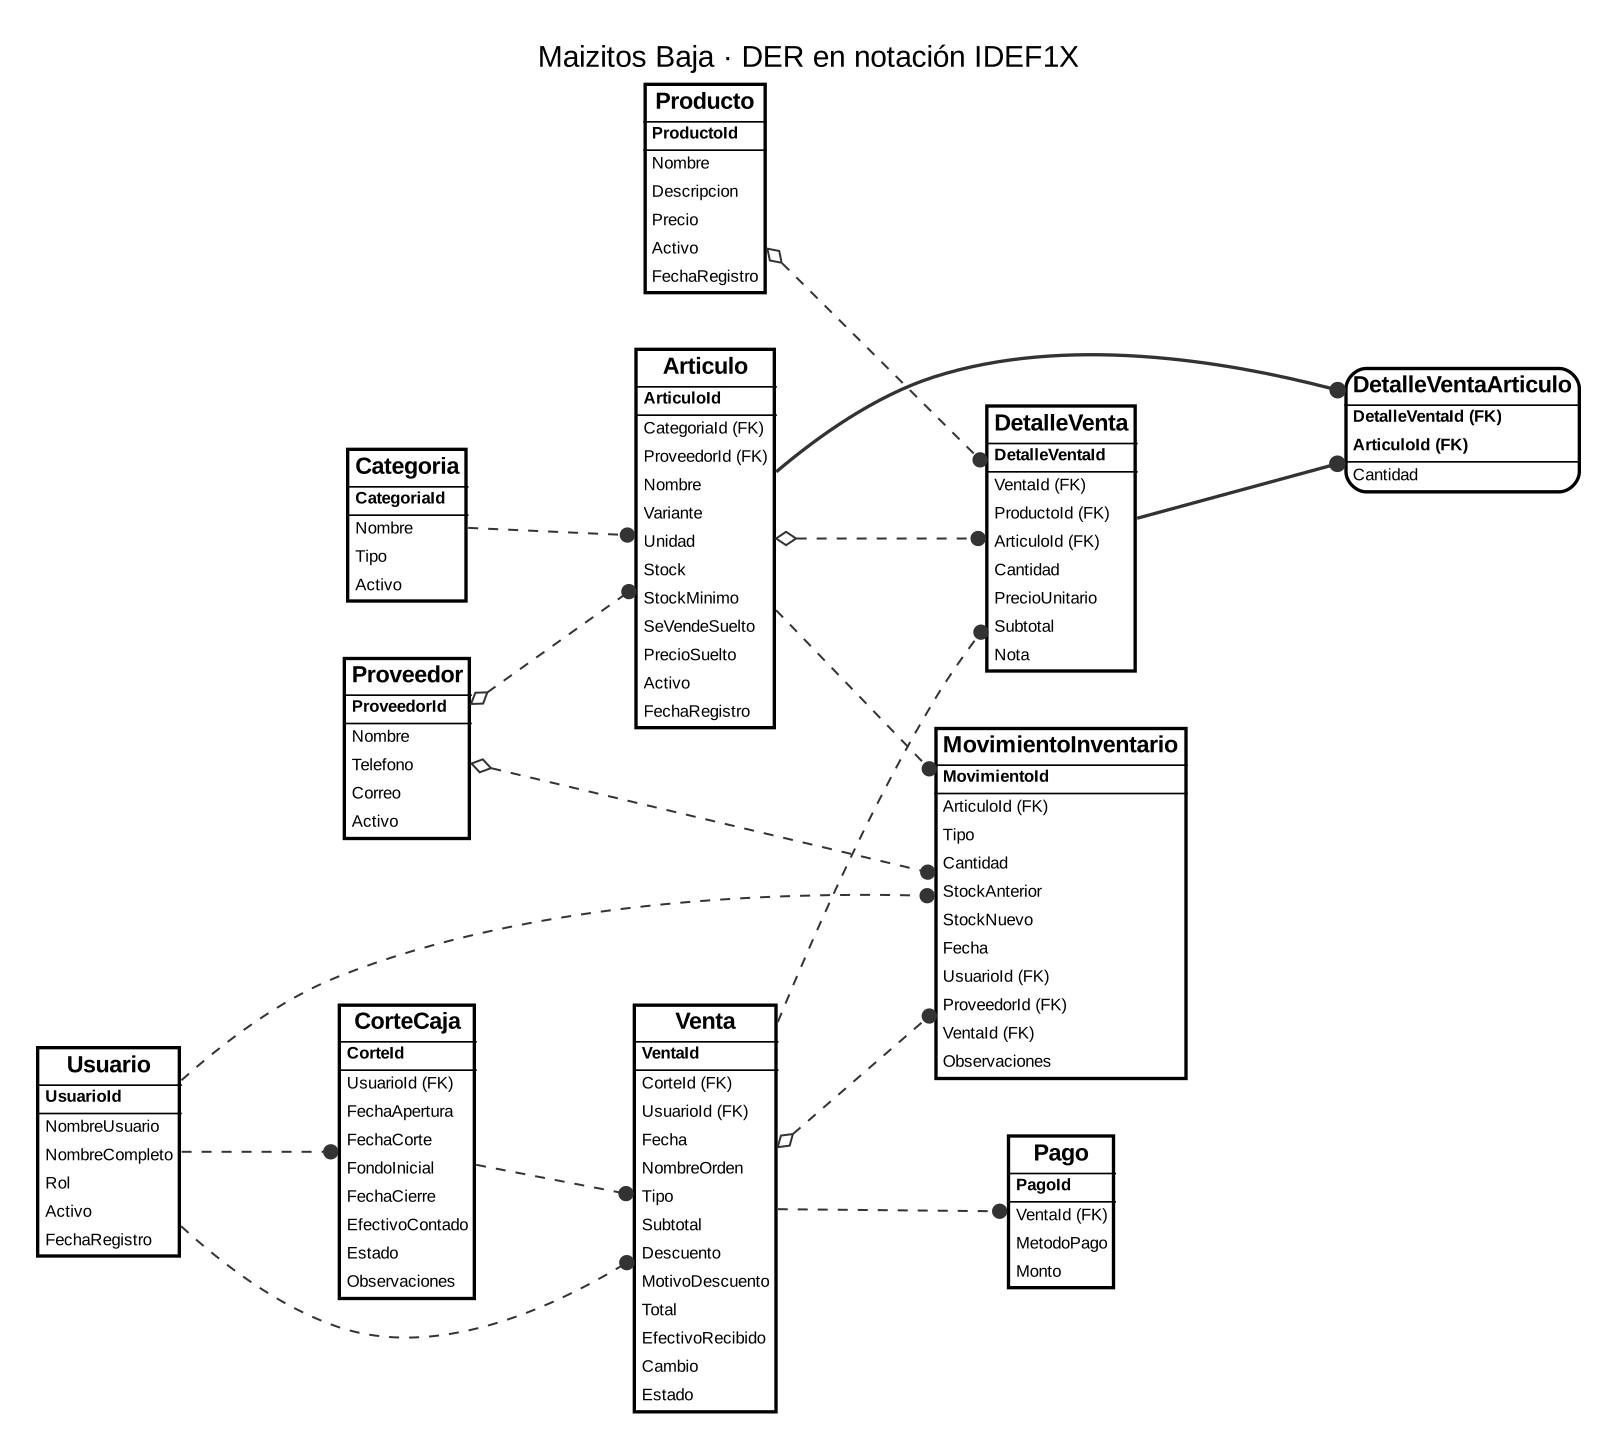 Maizitos Baja · DER en notación IDEF1X
Producto
ProductoId
Nombre
Descripcion
Precio
Activo
FechaRegistro
Articulo
ArticuloId
CategoriaId (FK)
ProveedorId (FK)
Nombre
Variante
Unidad
Stock
StockMinimo
SeVendeSuelto
PrecioSuelto
Activo
FechaRegistro
DetalleVentaArticulo
DetalleVentaId (FK)
ArticuloId (FK)
Cantidad
DetalleVenta
DetalleVentaId
VentaId (FK)
ProductoId (FK)
ArticuloId (FK)
Cantidad
PrecioUnitario
Subtotal
Nota
Categoria
CategoriaId
Nombre
Tipo
Activo
Proveedor
ProveedorId
Nombre
Telefono
Correo
Activo
MovimientoInventario
MovimientoId
ArticuloId (FK)
Tipo
Cantidad
StockAnterior
StockNuevo
Fecha
UsuarioId (FK)
ProveedorId (FK)
VentaId (FK)
Observaciones
Usuario
UsuarioId
NombreUsuario
NombreCompleto
Rol
Activo
FechaRegistro
CorteCaja
CorteId
UsuarioId (FK)
FechaApertura
FechaCorte
FondoInicial
FechaCierre
EfectivoContado
Estado
Observaciones
Venta
VentaId
CorteId (FK)
UsuarioId (FK)
Fecha
NombreOrden
Tipo
Subtotal
Descuento
MotivoDescuento
Total
EfectivoRecibido
Cambio
Estado
Pago
PagoId
VentaId (FK)
MetodoPago
Monto